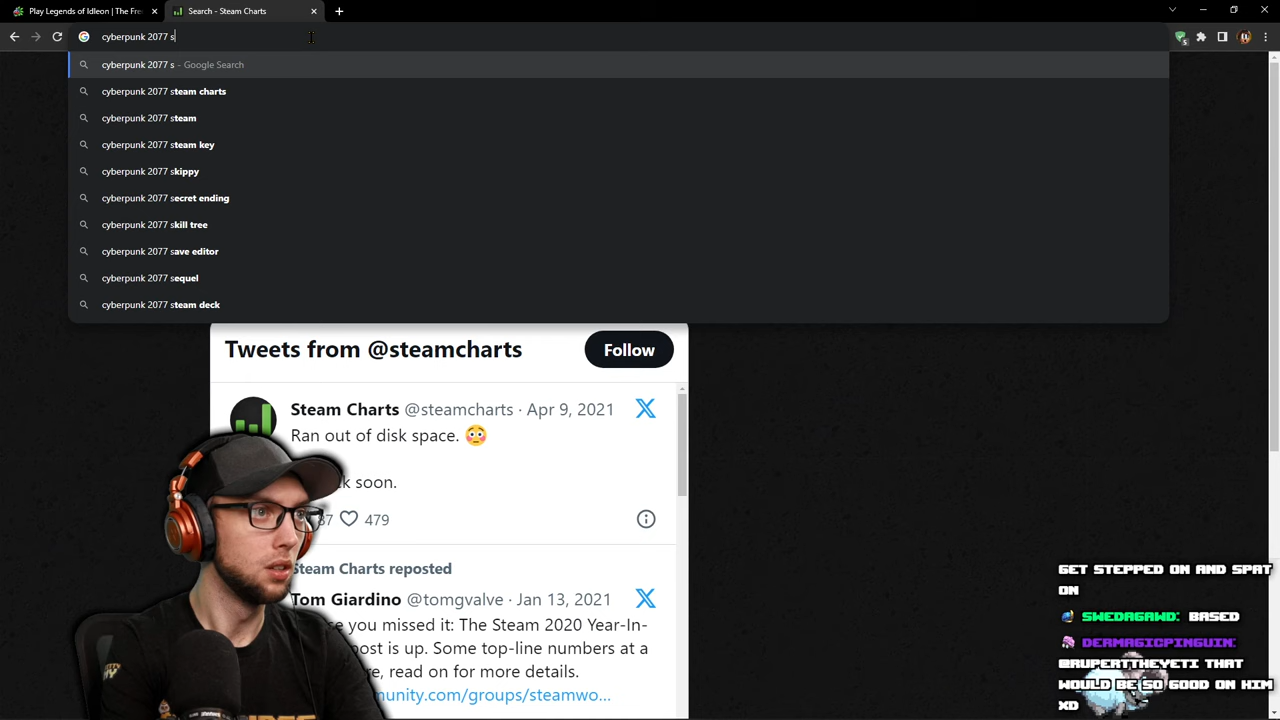 Play Legends of Idleon | The Fre
Search - Steam Charts
cyberpunk 2077 s
cyberpunk 2077 s - Google Search
cyberpunk 2077 steam charts
cyberpunk 2077 steam
cyberpunk 2077 steam key
cyberpunk 2077 skippy
cyberpunk 2077 secret ending
cyberpunk 2077 skill tree
cyberpunk 2077 save editor
cyberpunk 2077 sequel
cyberpunk 2077 steam deck
Tweets from @steamcharts
Follow
Steam Charts @steamcharts · Apr 9, 2021
Ran out of disk space.
k soon.
37
479
Steam Charts reposted
Tom Giardino @tomgvalve · Jan 13, 2021
e you missed it: The Steam 2020 Year-In-
post is up. Some top-line numbers at a
e, read on for more details.
munity.com/groups/steamwo...
GET STEPPED ON AND SPAT
ON
SWEDAGAWD: BASED
DERMAGICPINGUIN:
@RUPERTTHEYETI THAT
WOULD BE SO GOOD ON HIM
XD